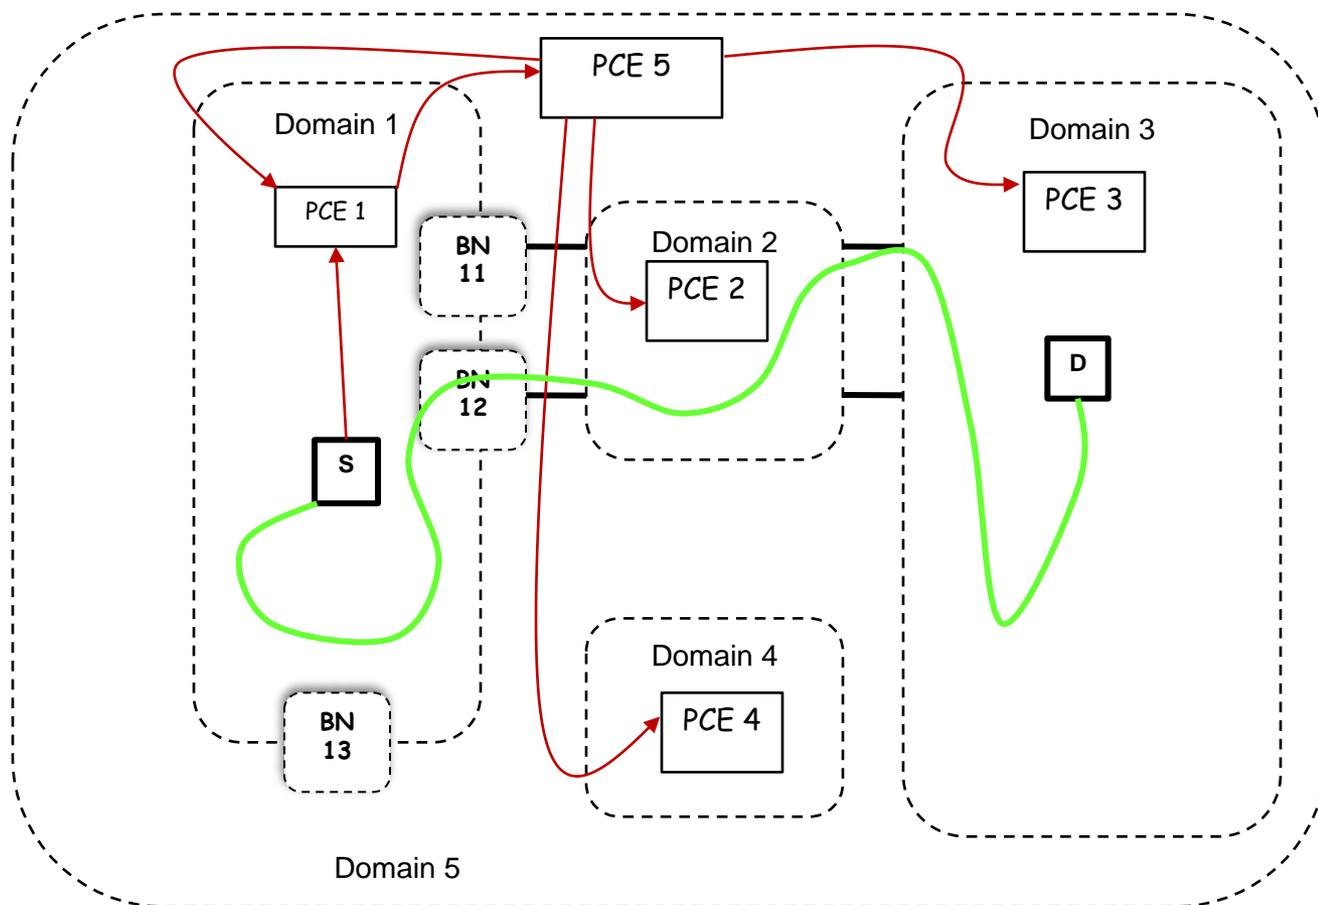 PCE 5
Domain 1
Domain 3
PCE 1
PCE 3
BN
11
Domain 2
PCE 2
BN
12
D
S
Domain 4
PCE 4
BN
13
Domain 5